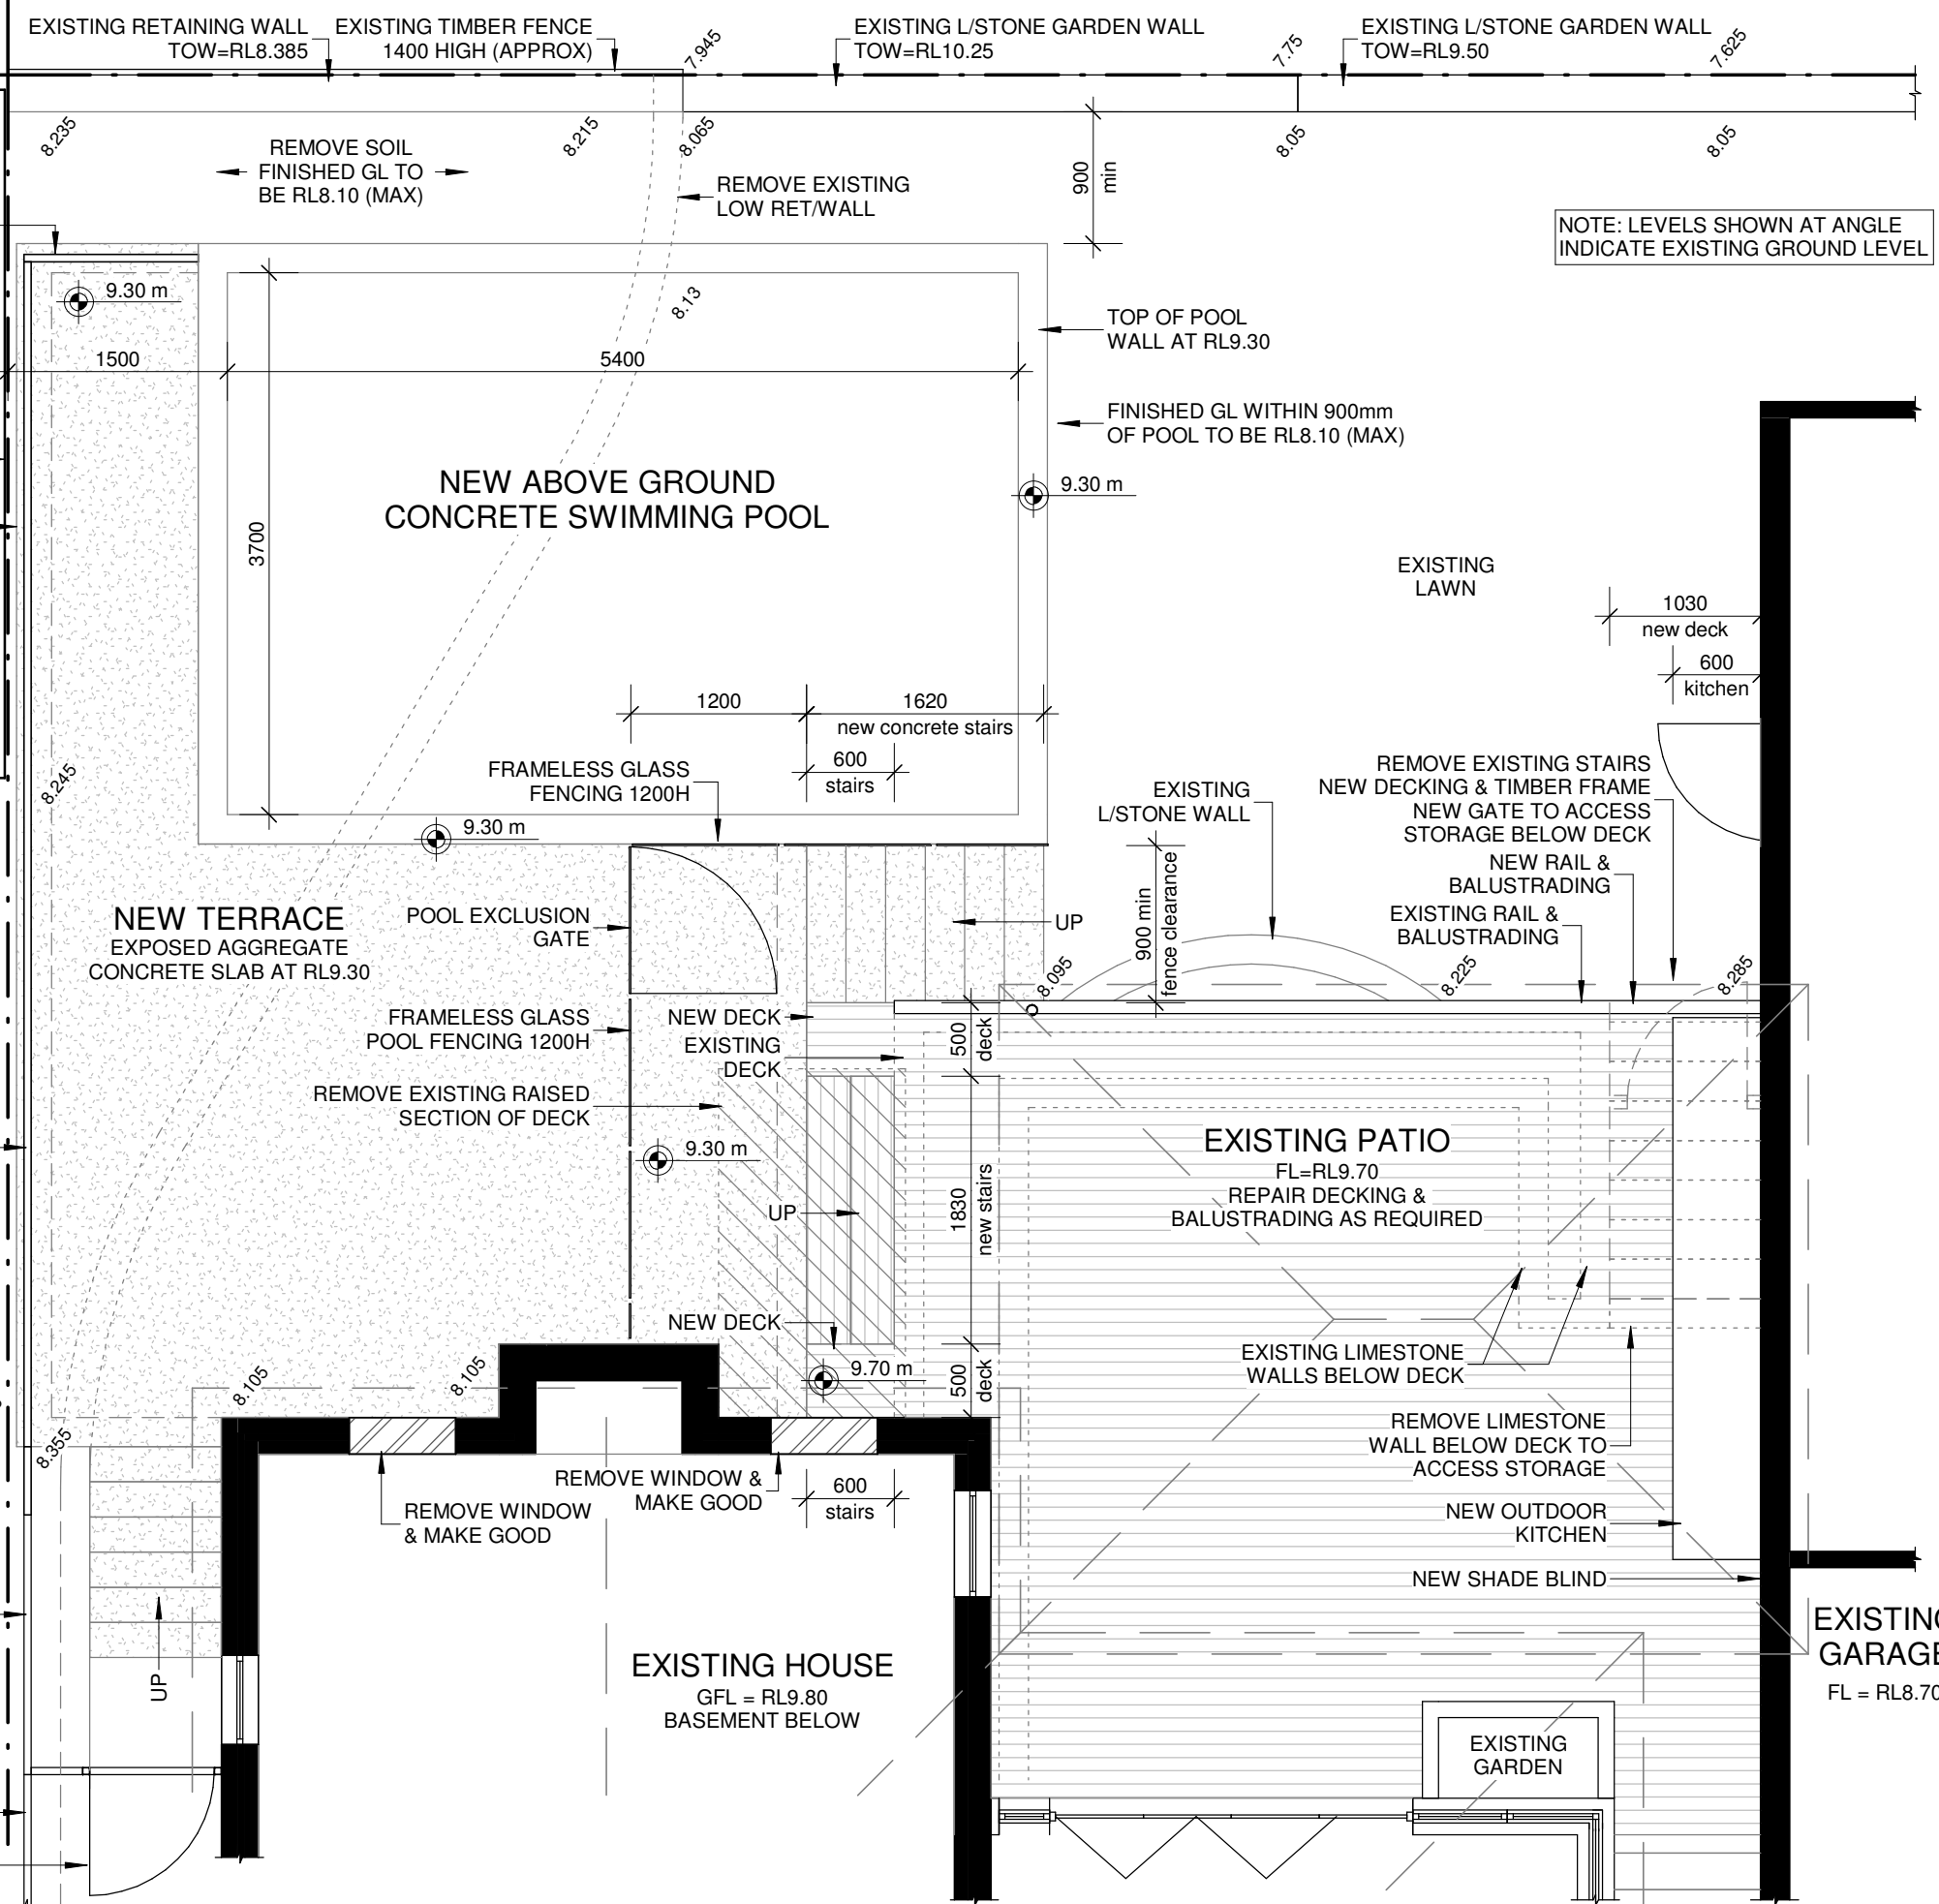 EXISTING RETAINING WALL
TOW=RL8.385
EXISTING TIMBER FENCE
1400 HIGH (APPROX)
7.945
EXISTING L/STONE GARDEN WALL
TOW=RL10.25
7.75
EXISTING L/STONE GARDEN WALL
TOW=RL9.50
7.625
8.235
REMOVE SOIL
FINISHED GL TO
BE RL8.10 (MAX)
8.215
8.065
REMOVE EXISTING
LOW RET/WALL
900
min
8.05
8.05
NOTE: LEVELS SHOWN AT ANGLE
INDICATE EXISTING GROUND LEVEL
9.30 m
8.13
TOP OF POOL
WALL AT RL9.30
1500
5400
FINISHED GL WITHIN 900mm
OF POOL TO BE RL8.10 (MAX)
NEW ABOVE GROUND
CONCRETE SWIMMING POOL
9.30 m
3700
EXISTING
LAWN
1030
new deck
600
kitchen
1200
1620
new concrete stairs
600
stairs
8.245
FRAMELESS GLASS
FENCING 1200H
EXISTING
L/STONE WALL
REMOVE EXISTING STAIRS
NEW DECKING & TIMBER FRAME
NEW GATE TO ACCESS
STORAGE BELOW DECK
9.30 m
NEW RAIL &
BALUSTRADING
NEW TERRACE
EXPOSED AGGREGATE
CONCRETE SLAB AT RL9.30
POOL EXCLUSION
GATE
UP
900 min
fence clearance
EXISTING RAIL &
BALUSTRADING
8.095
8.225
8.285
FRAMELESS GLASS
POOL FENCING 1200H
NEW DECK
EXISTING
DECK
500
deck
REMOVE EXISTING RAISED
SECTION OF DECK
9.30 m
EXISTING PATIO
FL=RL9.70
REPAIR DECKING &
BALUSTRADING AS REQUIRED
UP
1830
new stairs
NEW DECK
9.70 m
500
deck
EXISTING LIMESTONE
WALLS BELOW DECK
8.105
8.105
8.355
REMOVE LIMESTONE
WALL BELOW DECK TO
ACCESS STORAGE
REMOVE WINDOW
& MAKE GOOD
REMOVE WINDOW &
MAKE GOOD
600
stairs
NEW OUTDOOR
KITCHEN
NEW SHADE BLIND
UP
EXISTING HOUSE
GFL = RL9.80
BASEMENT BELOW
EXISTING
GARAGE
FL = RL8.70
EXISTING
GARDEN